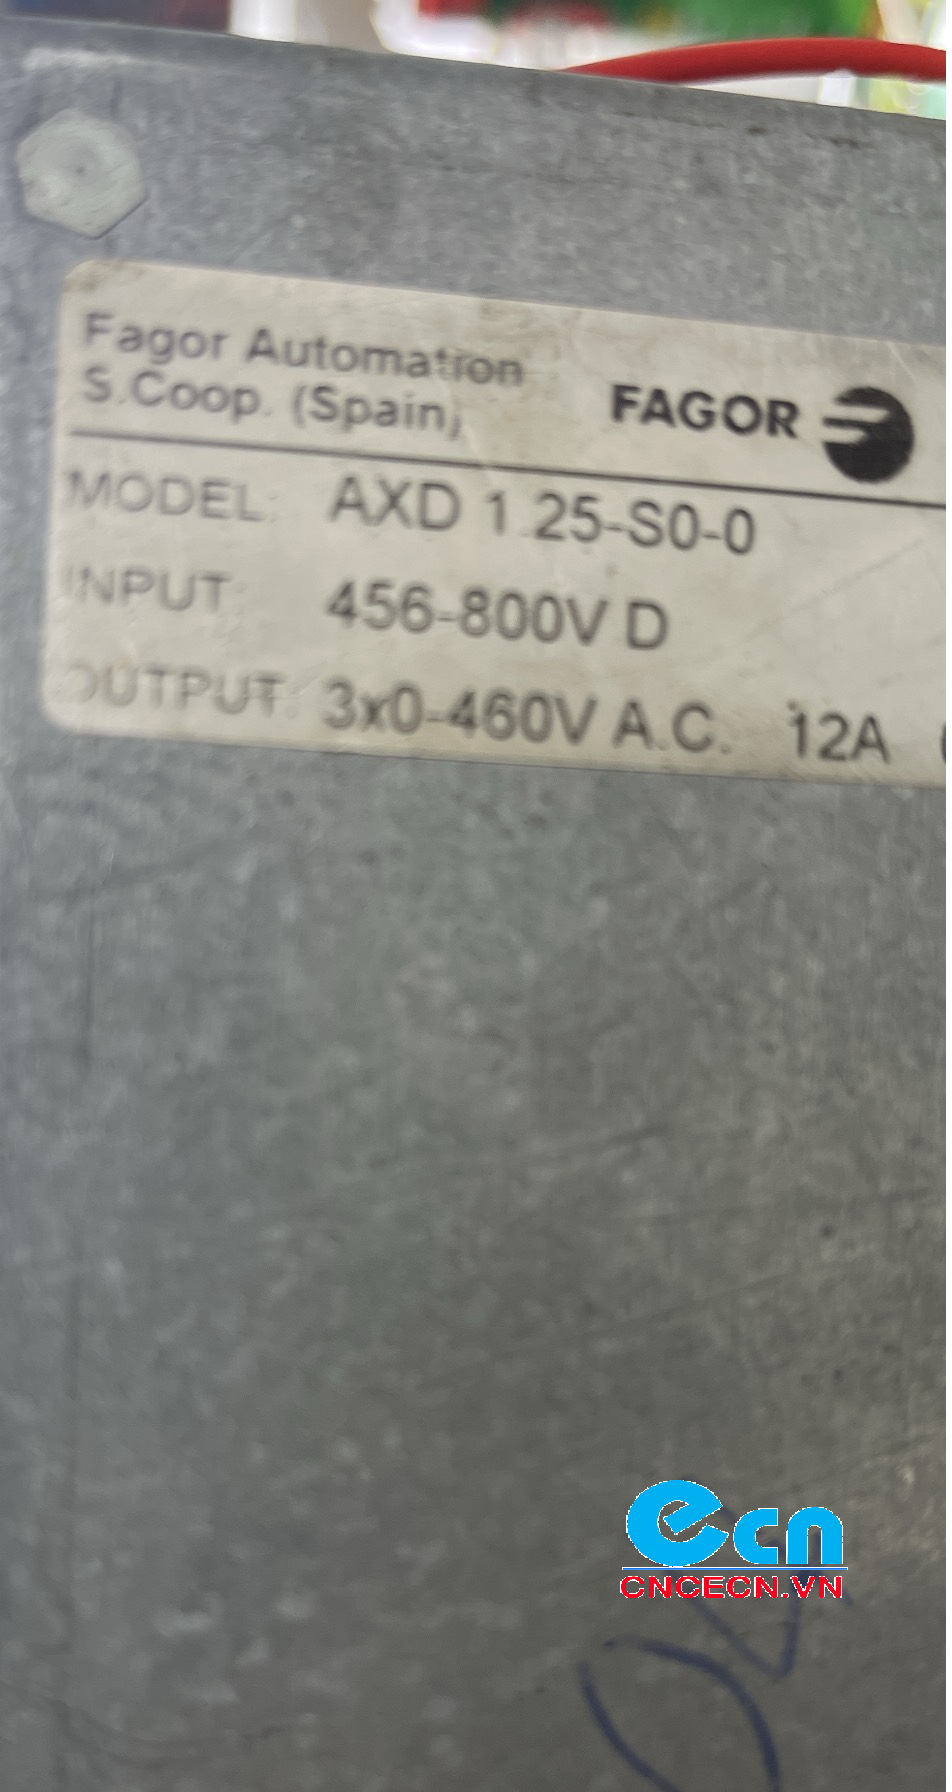 Fagor Automation
S.Coop. (Spain)
FAGOR
MODEL: AXD 1.25-S0-0
INPUT: 456-800V D
OUTPUT: 3x0-460V A.C. 12A (
ecn
CNCECN.VN